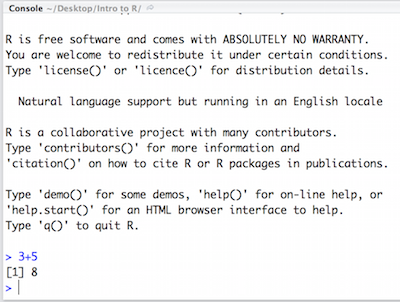 Console ~/Desktop/Intro to R/
R is free software and comes with ABSOLUTELY NO WARRANTY.
You are welcome to redistribute it under certain conditions.
Type 'license()' or 'licence()' for distribution details.
Natural language support but running in an English locale
R is a collaborative project with many contributors.
Type 'contributors()' for more information and
'citation()' on how to cite R or R packages in publications.
Type 'demo()' for some demos, 'help()' for on-line help, or
'help.start()' for an HTML browser interface to help.
Type 'q()' to quit R.
> 3+5
[1] 8
>